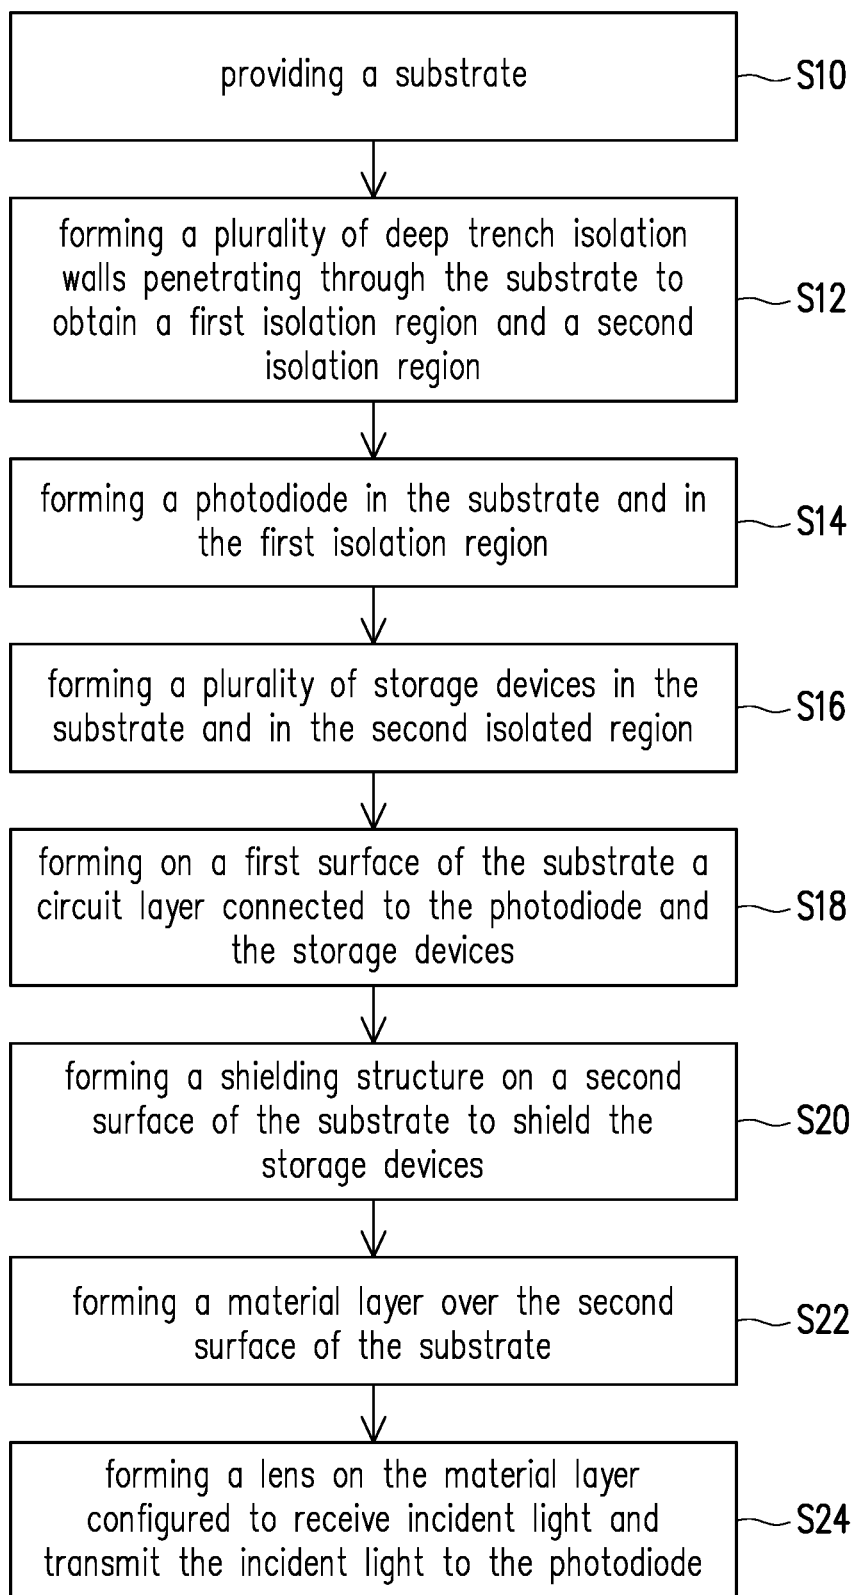 providing a substrate
S10
forming a plurality of deep trench isolation
walls penetrating through the substrate to
obtain a first isolation region and a second
isolation region
S12
forming a photodiode in the substrate and in
the first isolation region
S14
forming a plurality of storage devices in the
substrate and in the second isolated region
S16
forming on a first surface of the substrate a
circuit layer connected to the photodiode and
the storage devices
S18
forming a shielding structure on a second
surface of the substrate to shield the
storage devices
S20
forming a material layer over the second
surface of the substrate
S22
forming a lens on the material layer
configured to receive incident light and
transmit the incident light to the photodiode
S24